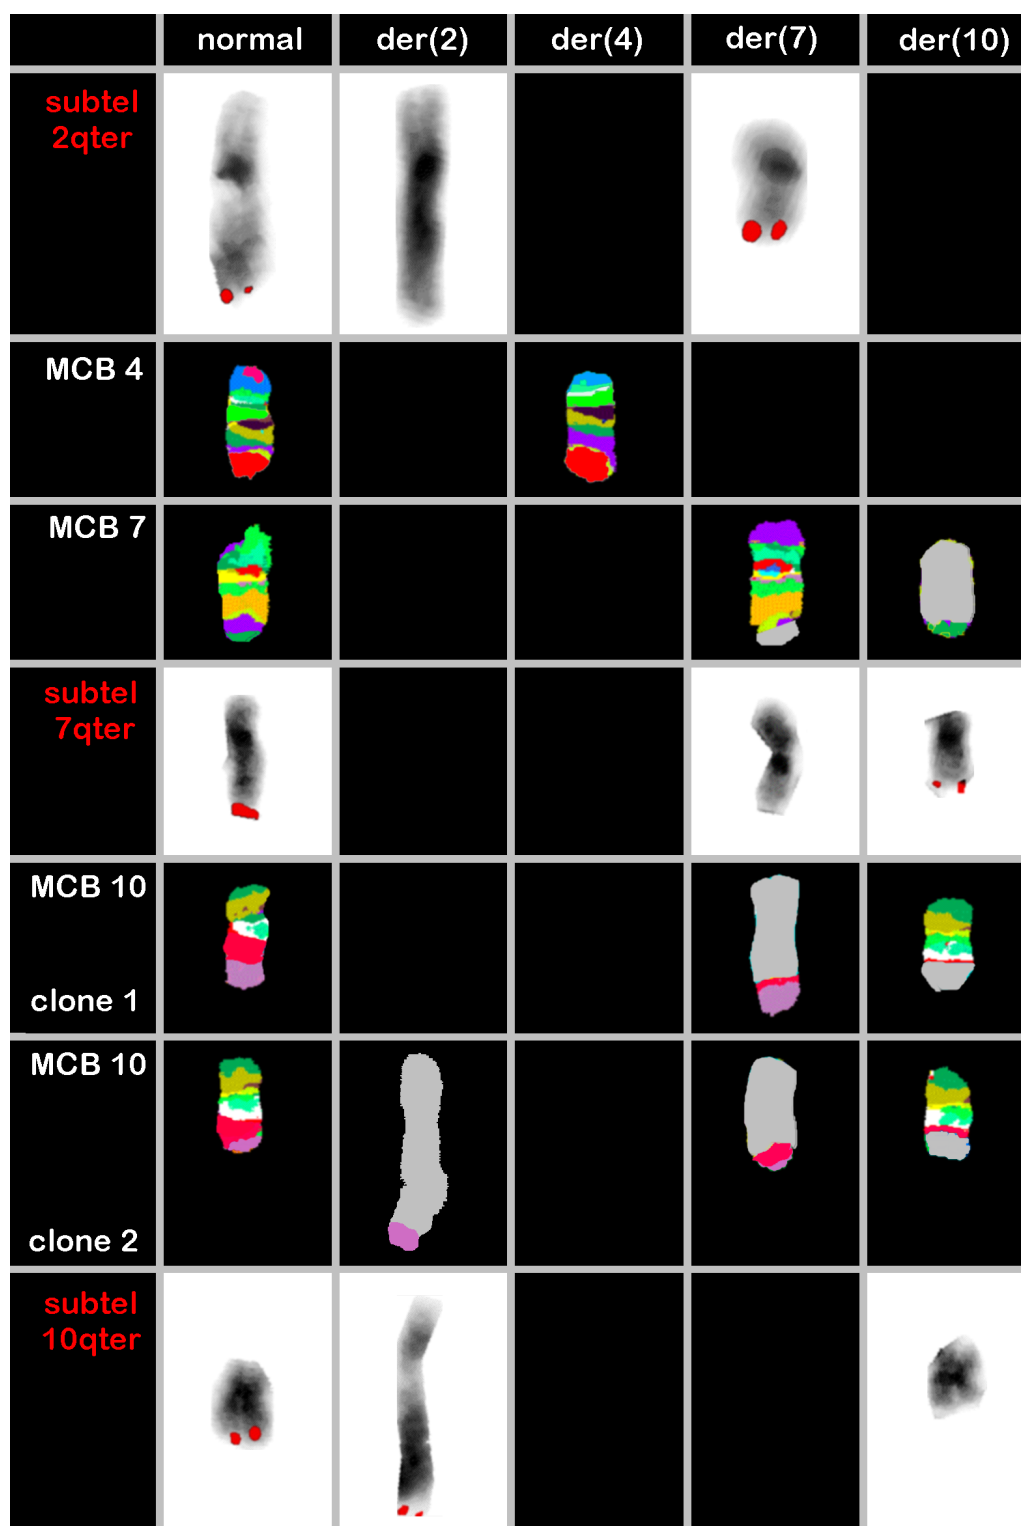 normal der(2) der(4) der(7) der(10)
subtel
2qter
MCB 4
MCB 7
subtel
7qter
MCB 10
clone 1
MCB 10
clone 2
subtel
10qter